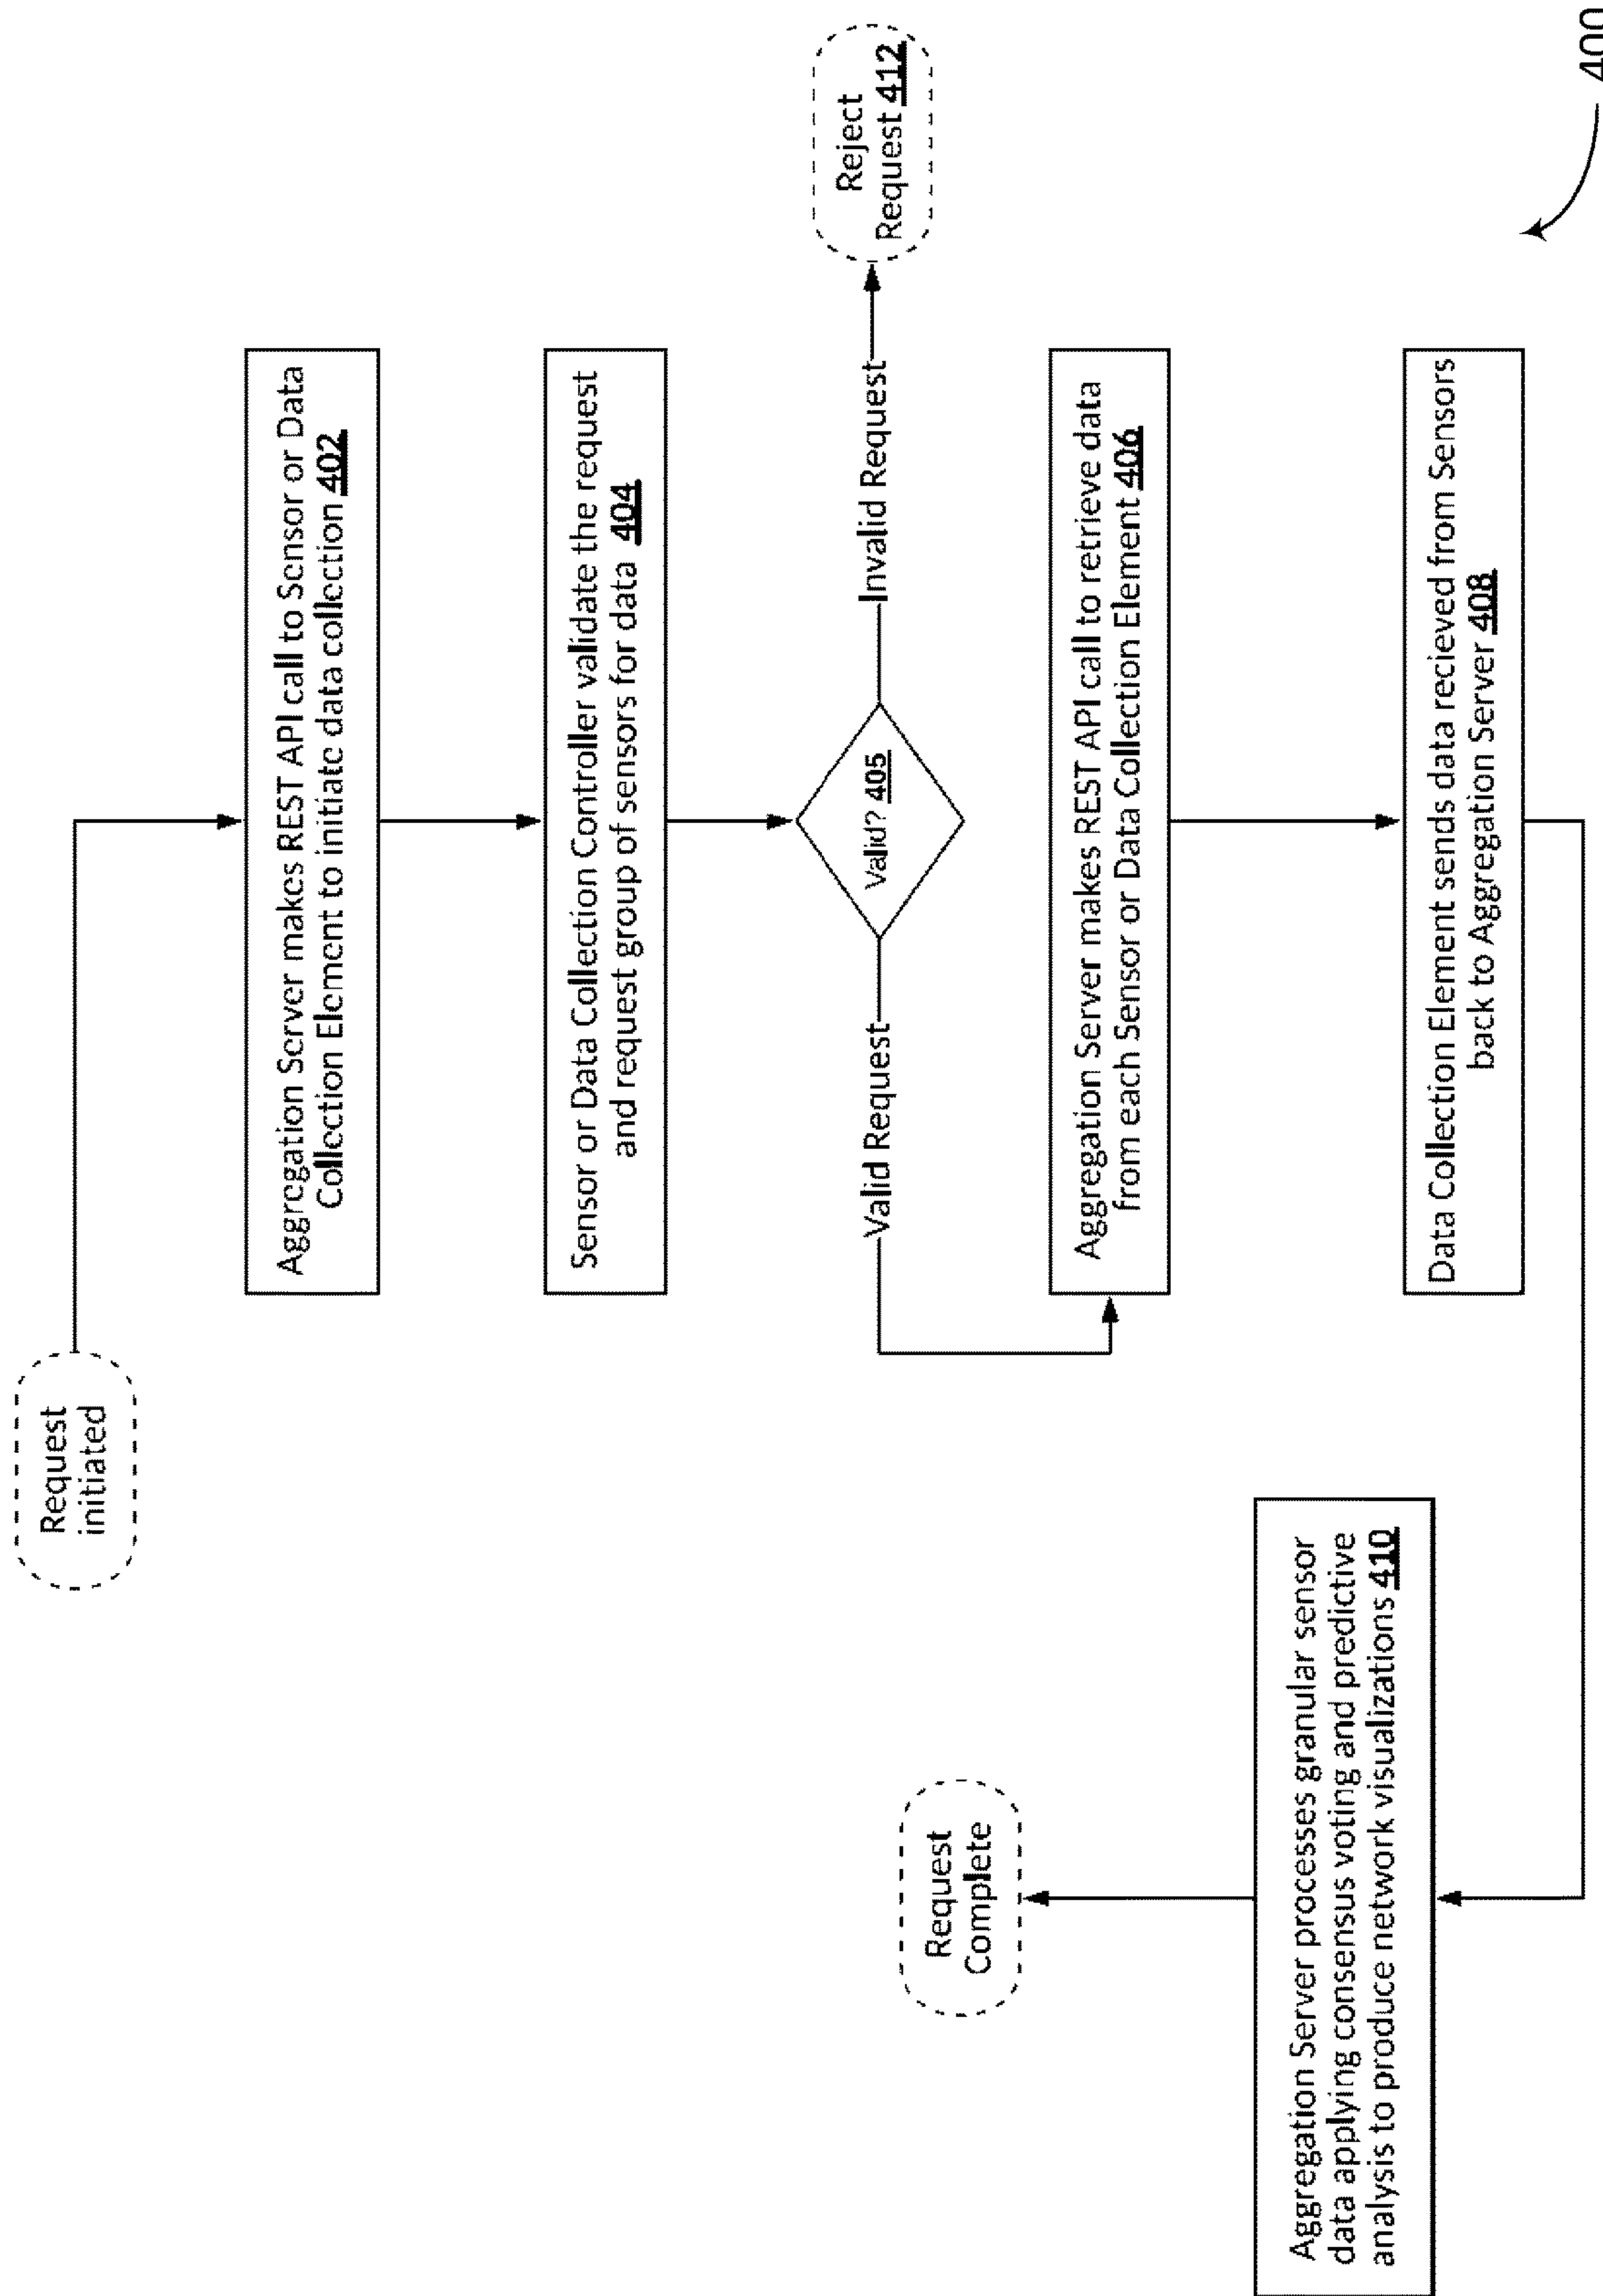 Request
initiated
Aggregation Server makes REST API call to Sensor or Data
Collection Element to initiate data collection 402
Sensor or Data Collection Controller validate the request
and request group of sensors for data 404
Valid? 405
Valid Request
Invalid Request
Reject
Request 412
Aggregation Server makes REST API call to retrieve data
from each Sensor or Data Collection Element 406
Data Collection Element sends data recieved from Sensors
back to Aggregation Server 408
Aggregation Server processes granular sensor
data applying consensus voting and predictive
analysis to produce network visualizations 410
Request
Complete
400